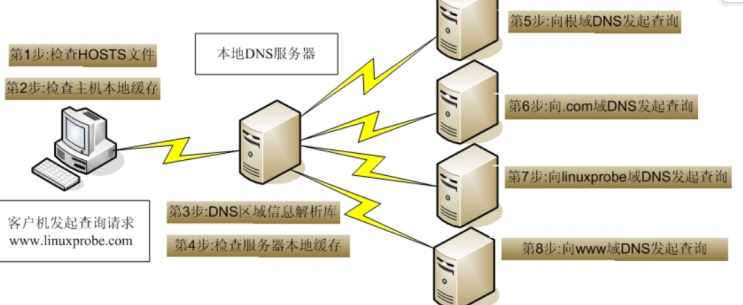 第1步:检查HOSTS文件
第2步:检查主机本地缓存
客户机发起查询请求
www.linuxprobe.com
本地DNS服务器
第3步:DNS区域信息解析库
第4步:检查服务器本地缓存
第5步:向根域DNS发起查询
第6步:向.com域DNS发起查询
第7步:向linuxprobe域DNS发起查询
第8步:向www域DNS发起查询